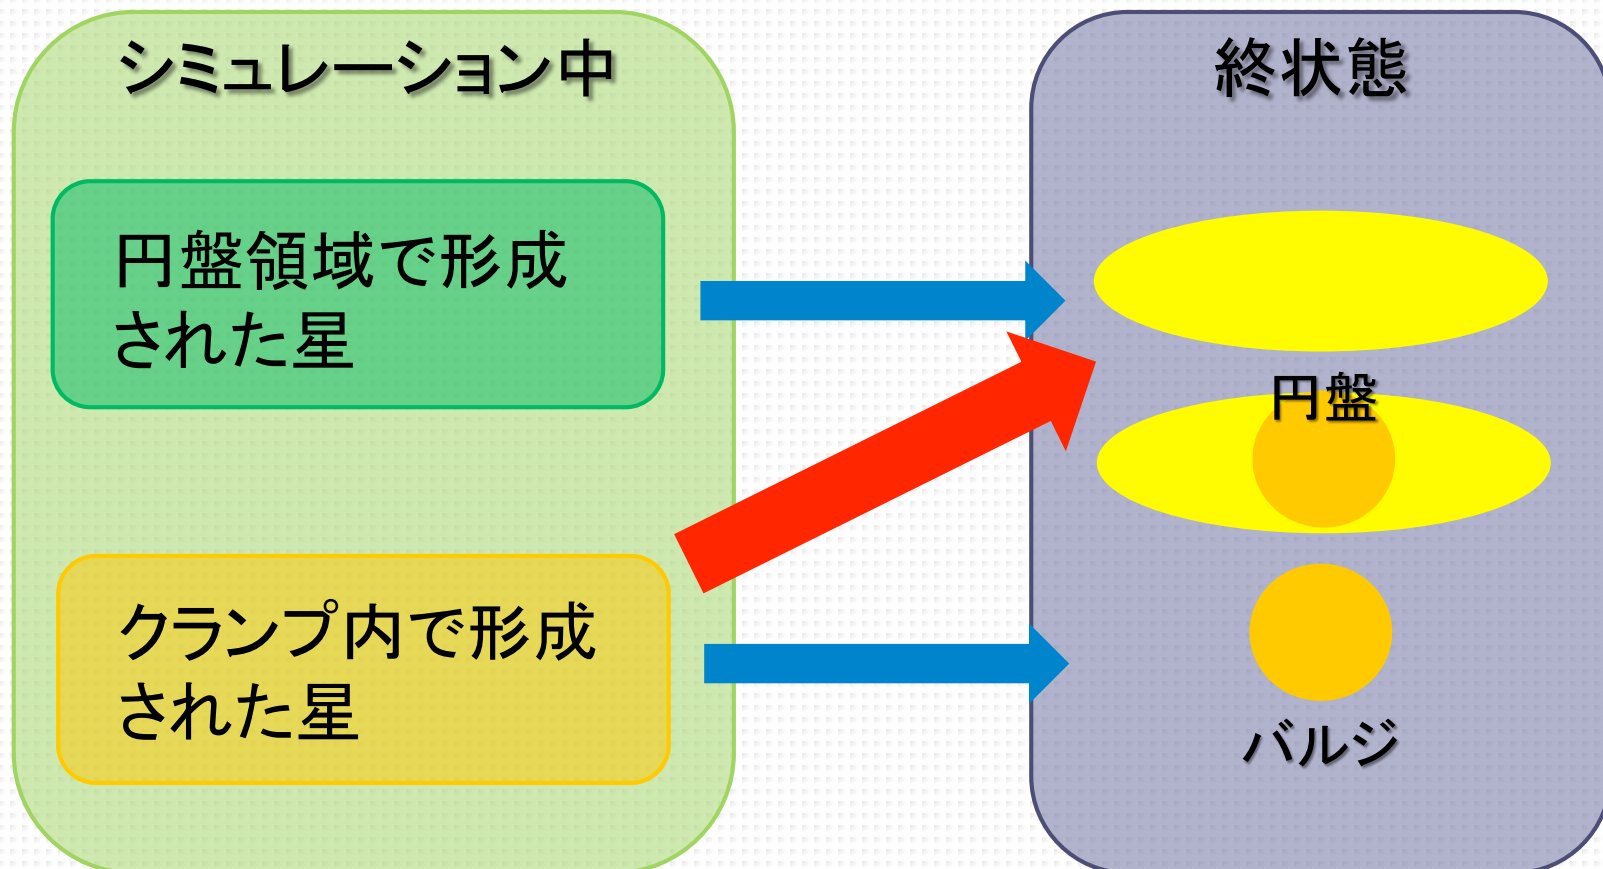 シミュレーション中
円盤領域で形成
された星
クランプ内で形成
された星
終状態
円盤
バルジ